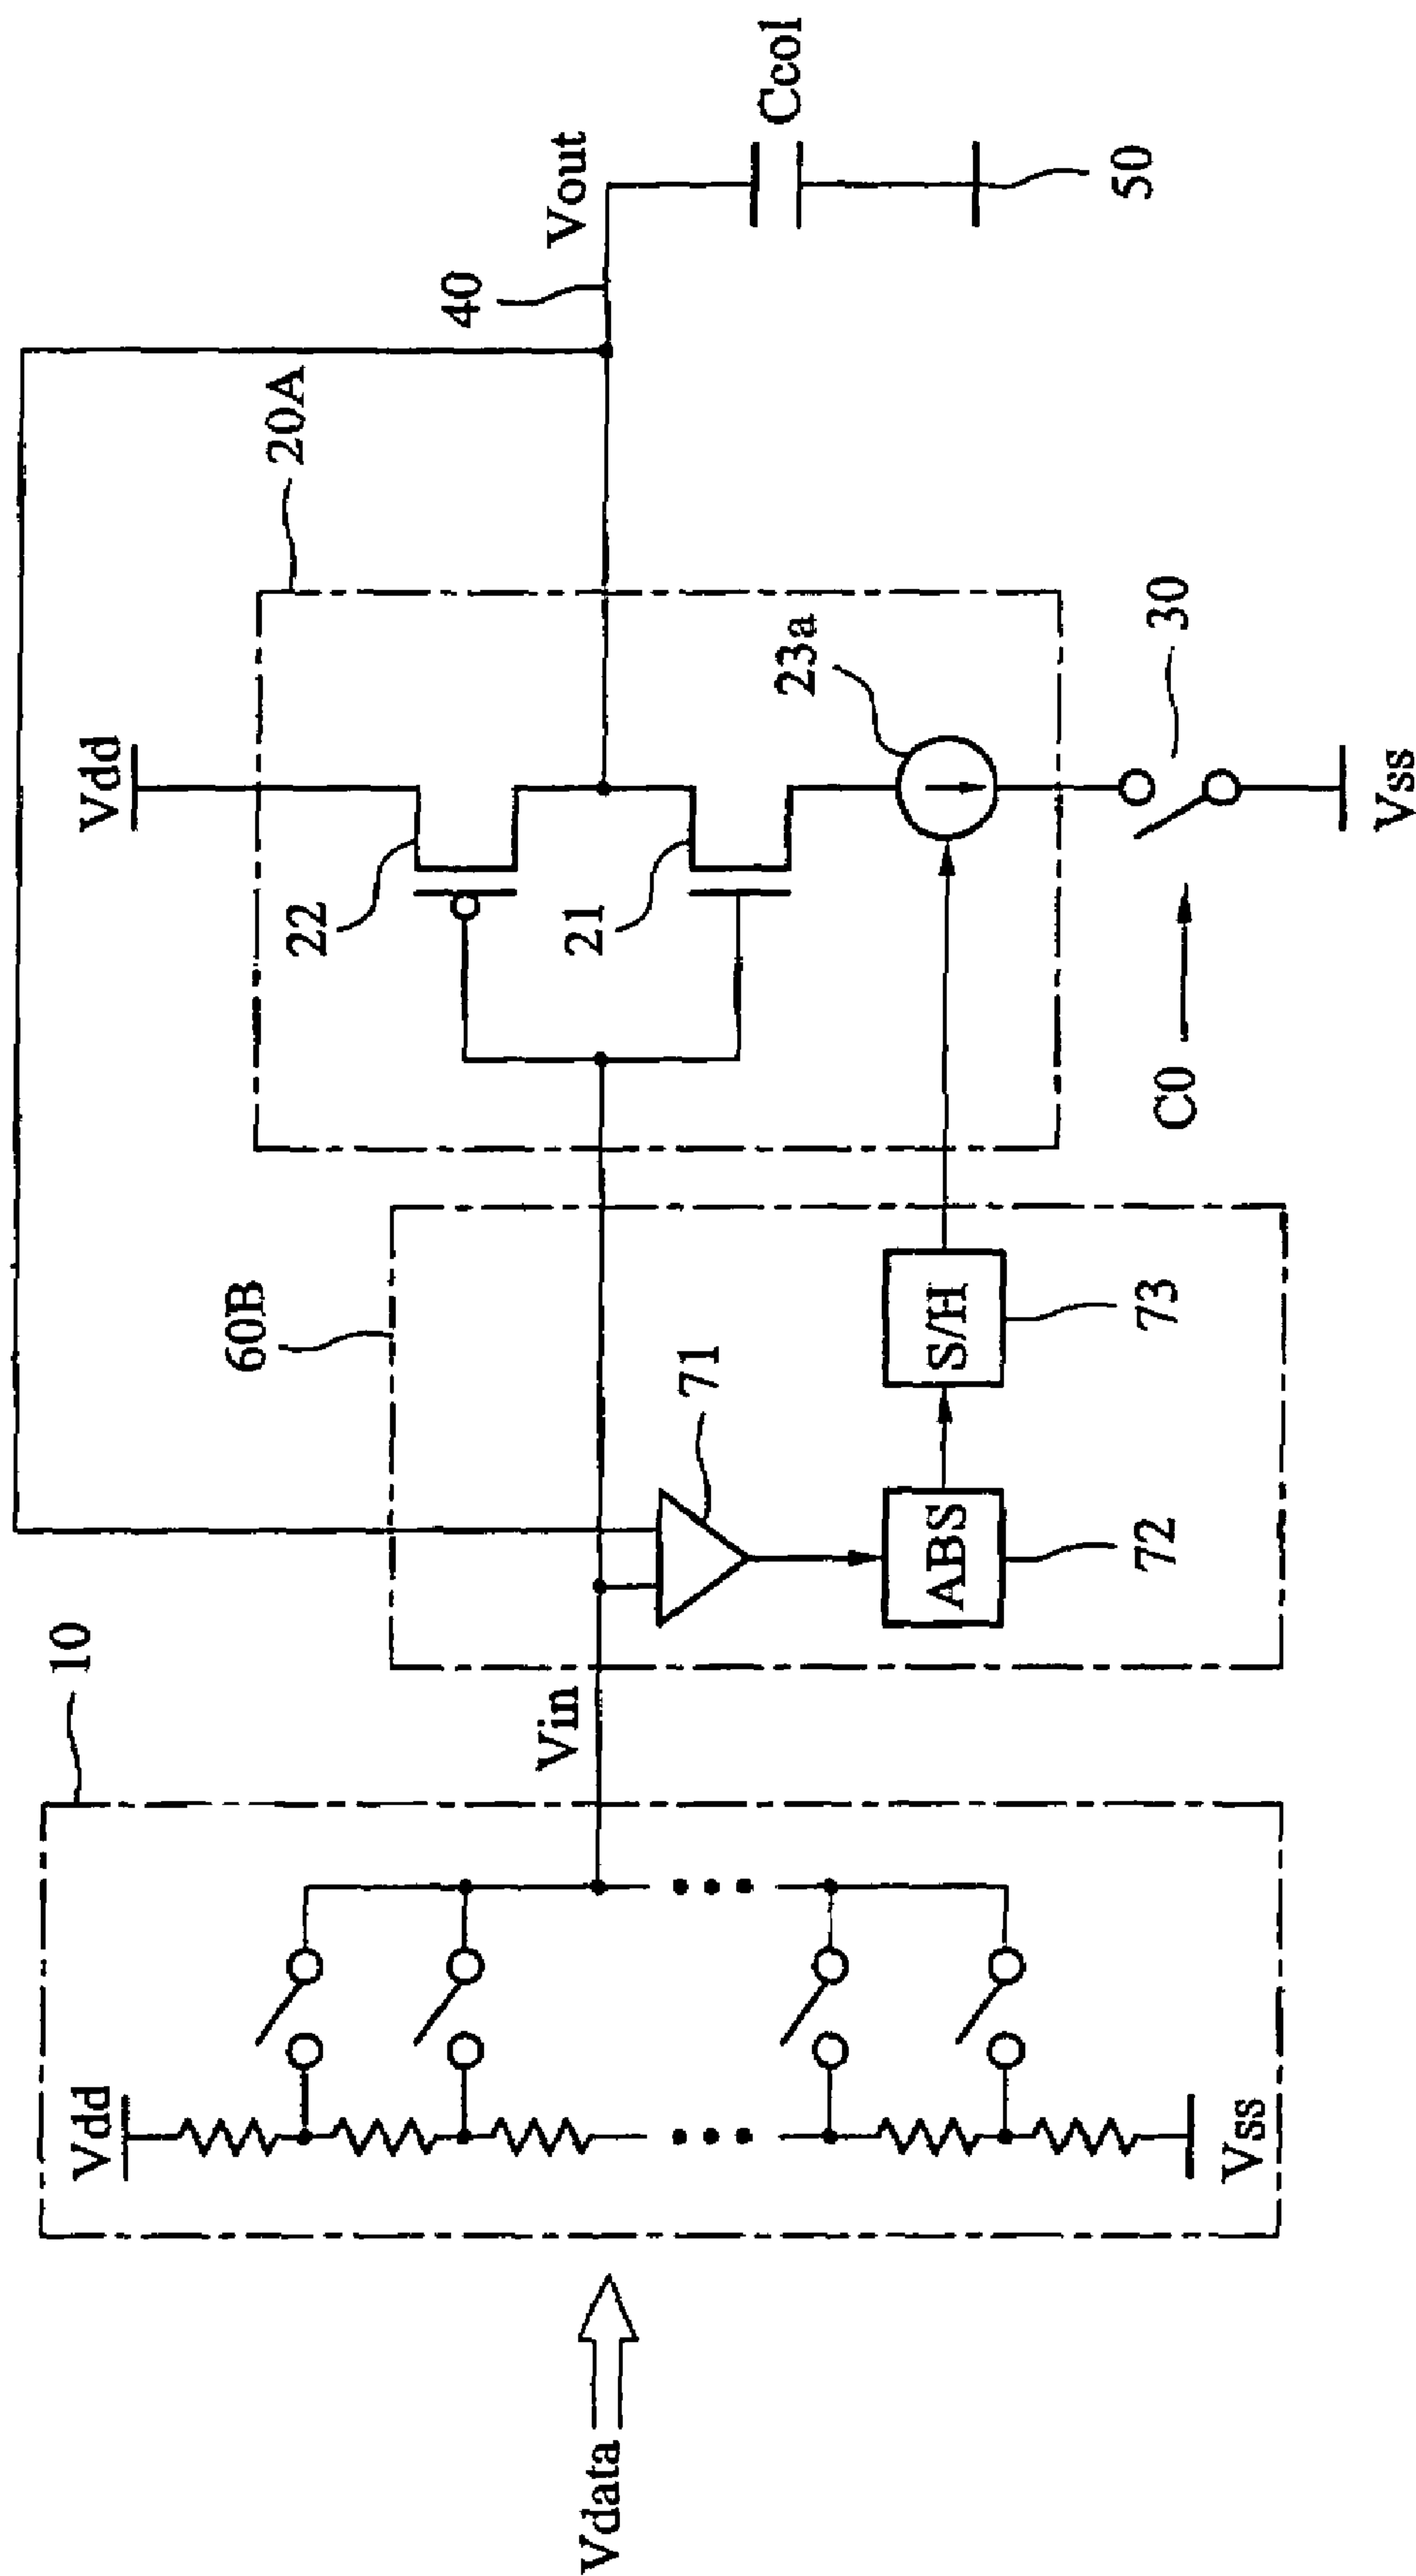 Vdata
10
Vdd
Vss
Vin
60B
71
ABS
72
S/H
73
20A
Vdd
22
21
23a
C0
30
Vss
40
Vout
Ccol
50